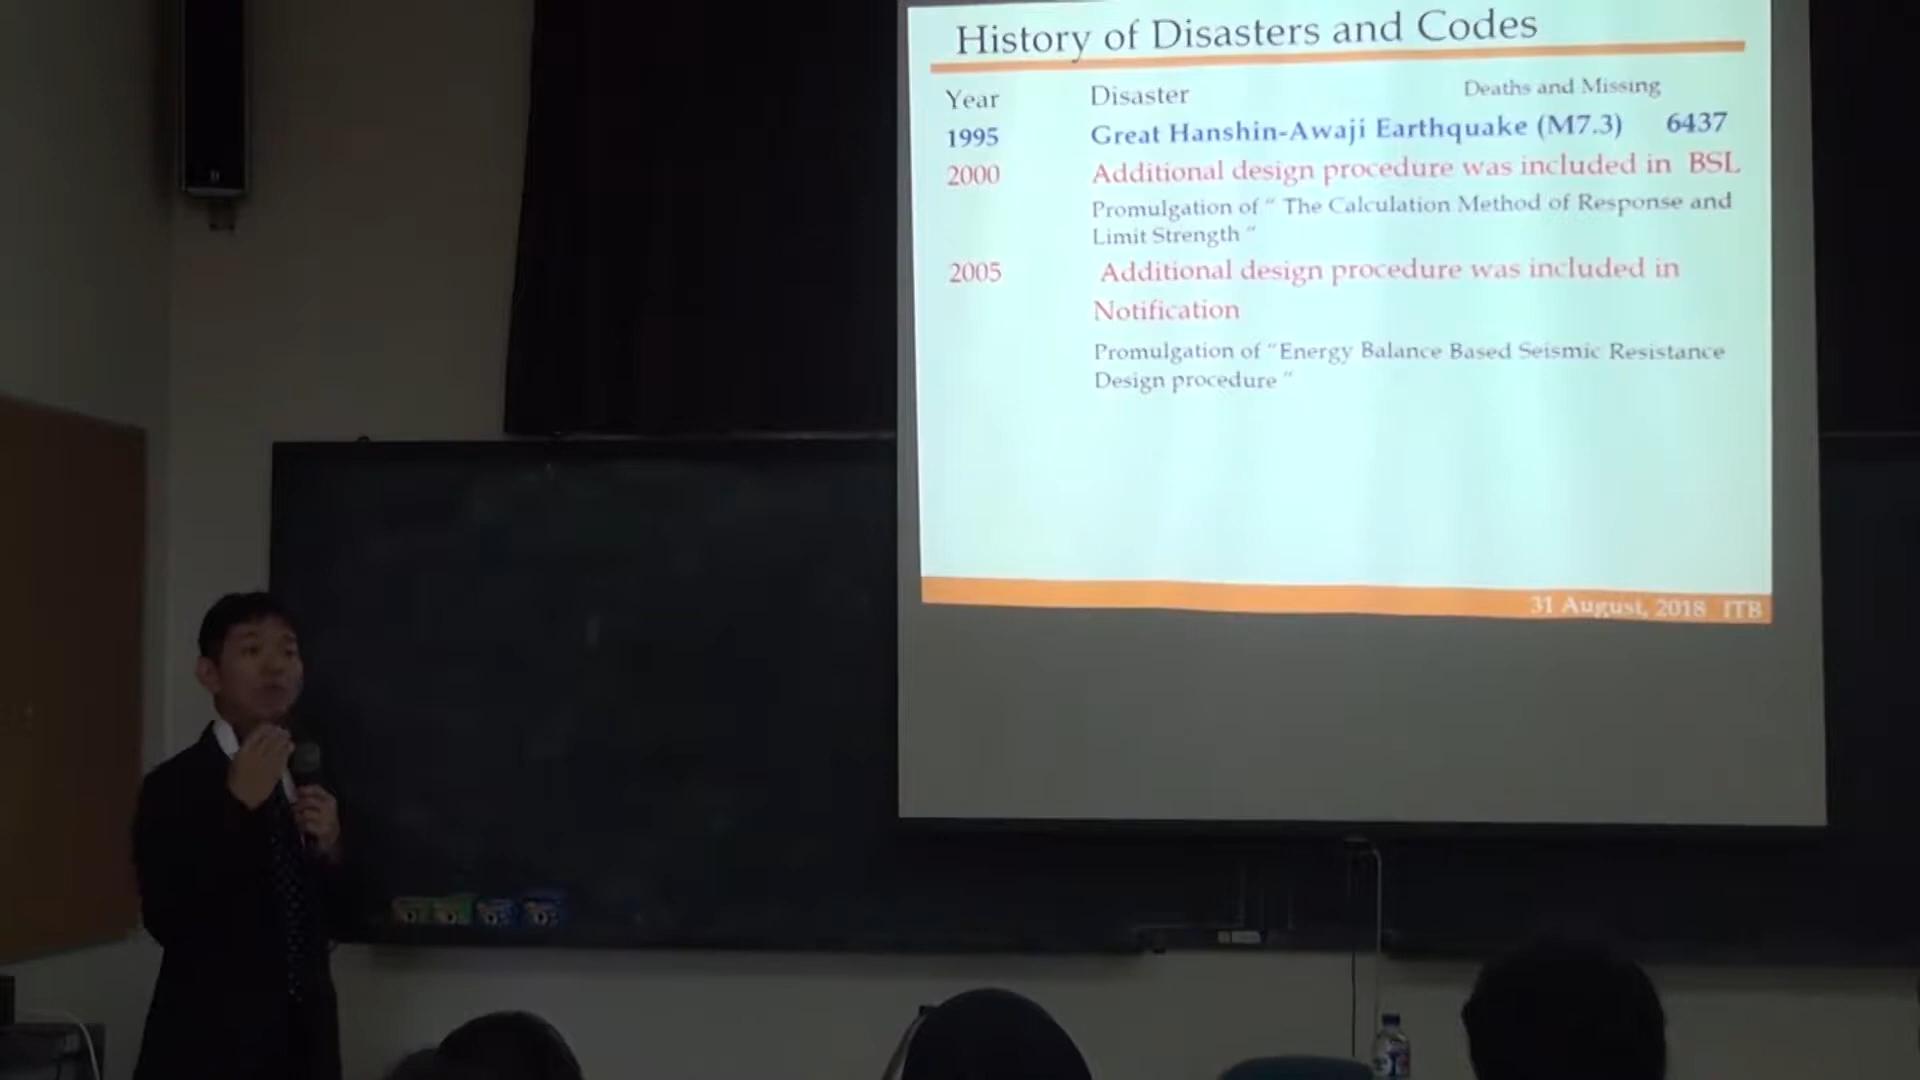 History of Disasters and Codes
Year Disaster Deaths and Missing
1995 Great Hanshin-Awaji Earthquake (M7.3) 6437
2000 Additional design procedure was included in BSL
Promulgation of “ The Calculation Method of Response and
Limit Strength ”
2005 Additional design procedure was included in
Notification
Promulgation of “Energy Balance Based Seismic Resistance
Design procedure ”
31 August, 2018 ITB